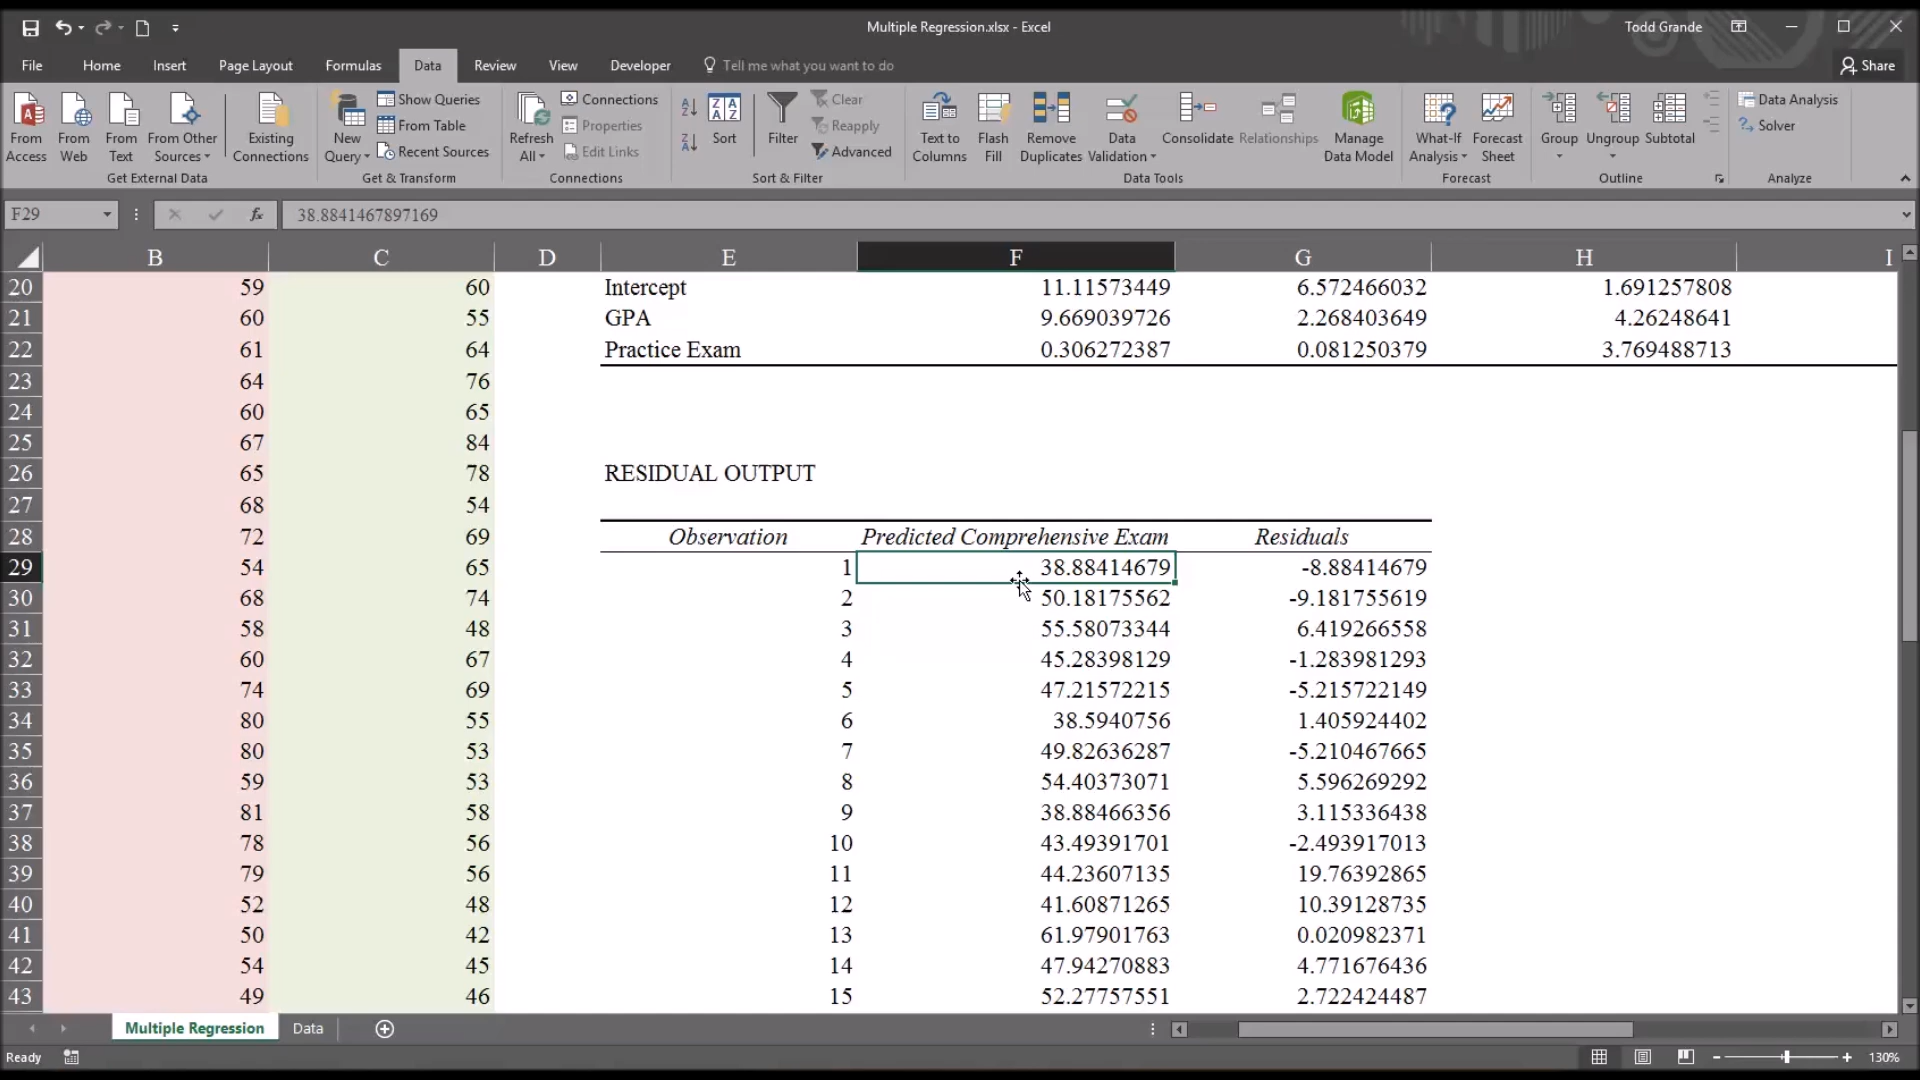 Multiple Regression.xlsx - Excel
Todd Grande
File Home Insert Page Layout Formulas Data Review View Developer Tell me what you want to do Share
From Access
From Web
From Text
From Other Sources
Existing Connections
Get External Data
New Query
Show Queries
From Table
Recent Sources
Get & Transform
Refresh All
Connections
Properties
Edit Links
Connections
Sort
Filter
Clear
Reapply
Advanced
Sort & Filter
Text to Columns
Flash Fill
Remove Duplicates
Data Validation
Consolidate
Relationships
Manage Data Model
Data Tools
What-If Analysis
Forecast Sheet
Forecast
Group
Ungroup
Subtotal
Outline
Data Analysis
Solver
Analyze
F29 fx 38.8841467897169
B C D E F G H I
20 59 60 Intercept 11.11573449 6.572466032 1.691257808
21 60 55 GPA 9.669039726 2.268403649 4.26248641
22 61 64 Practice Exam 0.306272387 0.081250379 3.769488713
23 64 76
24 60 65
25 67 84
26 65 78 RESIDUAL OUTPUT
27 68 54
28 72 69 Observation Predicted Comprehensive Exam Residuals
29 54 65 1 38.88414679 -8.88414679
30 68 74 2 50.18175562 -9.181755619
31 58 48 3 55.58073344 6.419266558
32 60 67 4 45.28398129 -1.283981293
33 74 69 5 47.21572215 -5.215722149
34 80 55 6 38.5940756 1.405924402
35 80 53 7 49.82636287 -5.210467665
36 59 53 8 54.40373071 5.596269292
37 81 58 9 38.88466356 3.115336438
38 78 56 10 43.49391701 -2.493917013
39 79 56 11 44.23607135 19.76392865
40 52 48 12 41.60871265 10.39128735
41 50 42 13 61.97901763 0.020982371
42 54 45 14 47.94270883 4.771676436
43 49 46 15 52.27757551 2.722424487
Multiple Regression Data
Ready 130%